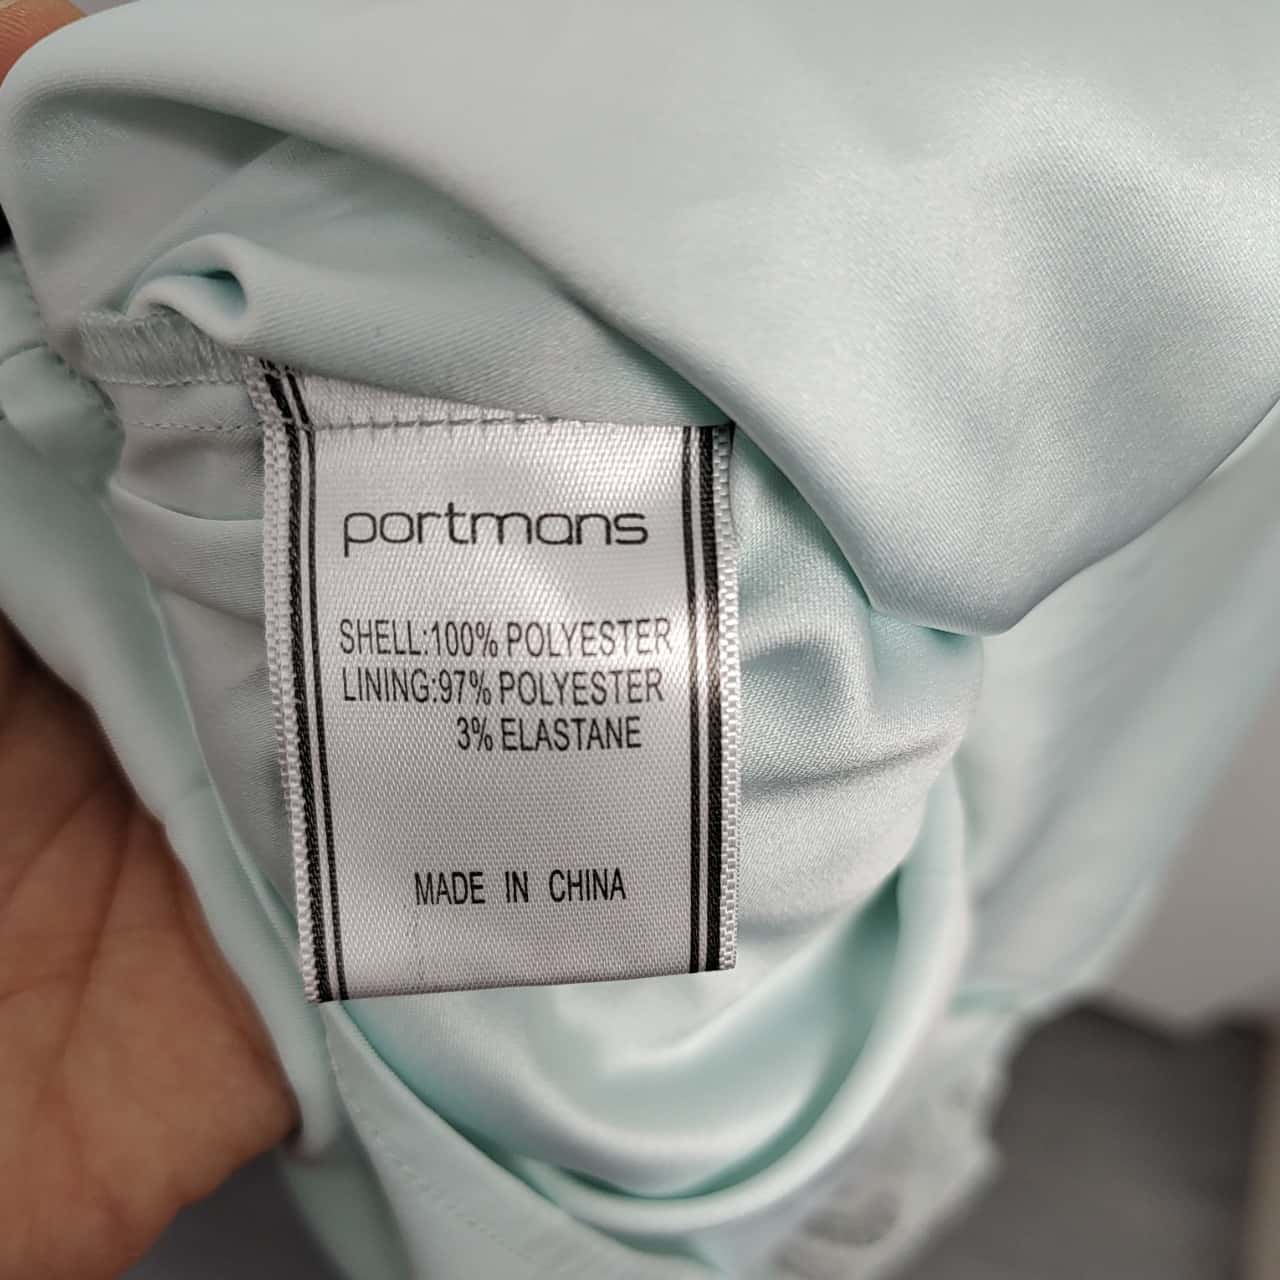 portmans
SHELL:100% POLYESTER
LINING:97% POLYESTER
3% ELASTANE
MADE IN CHINA